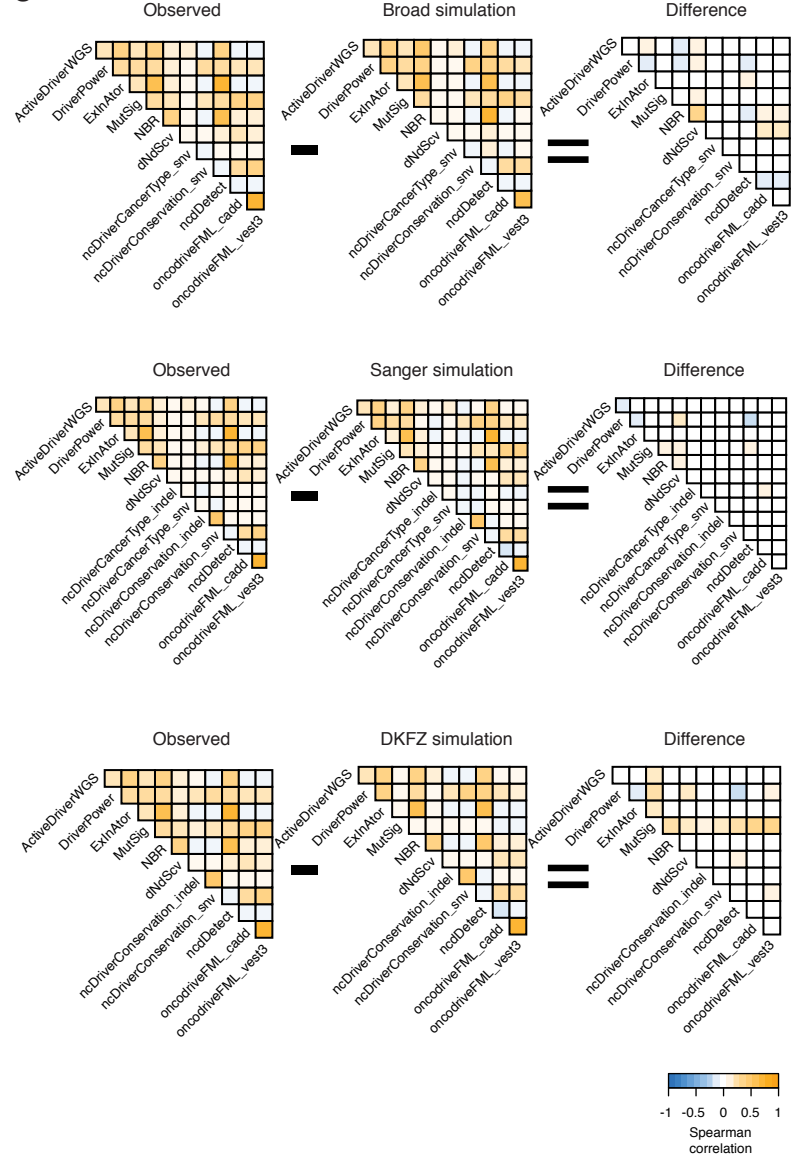 Observed
Broad simulation
Difference
ActiveDriverWGS
DriverPower
ExInAtor
MutSig
NBR
dNdScv
ncDriverCancerType_snv
ncDriverConservation_snv
ncdDetect
oncodriveFML_cadd
oncodriveFML_vest3
ActiveDriverWGS
DriverPower
ExInAtor
MutSig
NBR
dNdScv
ncDriverCancerType_snv
ncDriverConservation_snv
ncdDetect
oncodriveFML_cadd
oncodriveFML_vest3
ActiveDriverWGS
DriverPower
ExInAtor
MutSig
NBR
dNdScv
ncDriverCancerType_snv
ncDriverConservation_snv
ncdDetect
oncodriveFML_cadd
oncodriveFML_vest3
Observed
Sanger simulation
Difference
ActiveDriverWGS
DriverPower
ExInAtor
MutSig
NBR
dNdScv
ncDriverCancerType_indel
ncDriverCancerType_snv
ncDriverConservation_indel
ncDriverConservation_snv
ncdDetect
oncodriveFML_cadd
oncodriveFML_vest3
ActiveDriverWGS
DriverPower
ExInAtor
MutSig
NBR
dNdScv
ncDriverCancerType_indel
ncDriverCancerType_snv
ncDriverConservation_indel
ncDriverConservation_snv
ncdDetect
oncodriveFML_cadd
oncodriveFML_vest3
ActiveDriverWGS
DriverPower
ExInAtor
MutSig
NBR
dNdScv
ncDriverCancerType_indel
ncDriverCancerType_snv
ncDriverConservation_indel
ncDriverConservation_snv
ncdDetect
oncodriveFML_cadd
oncodriveFML_vest3
Observed
DKFZ simulation
Difference
ActiveDriverWGS
DriverPower
ExInAtor
MutSig
NBR
dNdScv
ncDriverConservation_indel
ncDriverConservation_snv
ncdDetect
oncodriveFML_cadd
oncodriveFML_vest3
ActiveDriverWGS
DriverPower
ExInAtor
MutSig
NBR
dNdScv
ncDriverConservation_indel
ncDriverConservation_snv
ncdDetect
oncodriveFML_cadd
oncodriveFML_vest3
ActiveDriverWGS
DriverPower
ExInAtor
MutSig
NBR
dNdScv
ncDriverConservation_indel
ncDriverConservation_snv
ncdDetect
oncodriveFML_cadd
oncodriveFML_vest3
-1 -0.5 0 0.5 1
Spearman
correlation